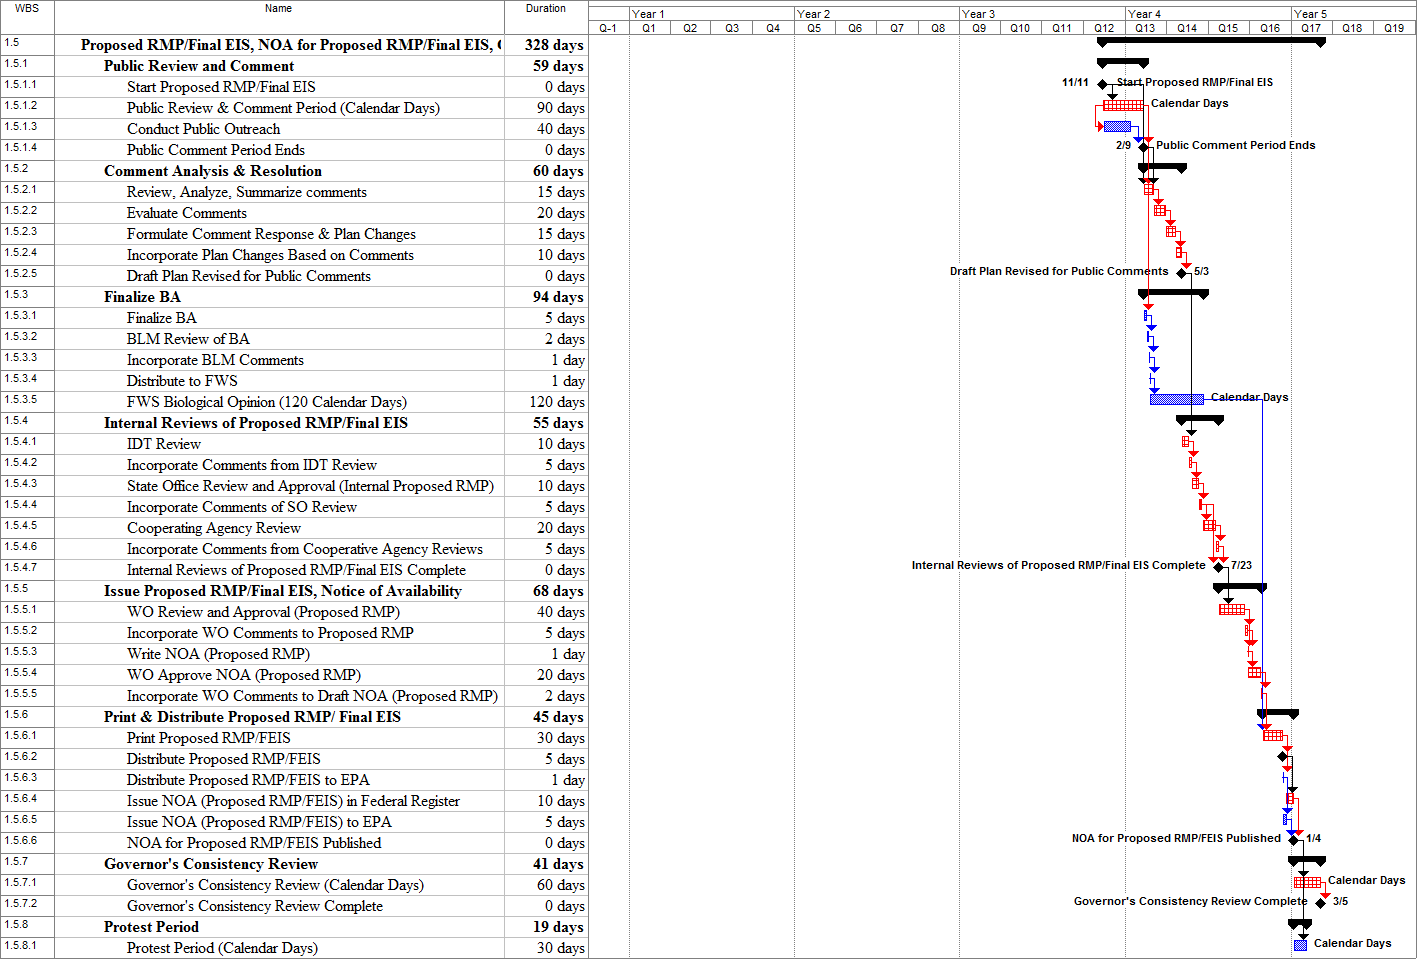 WBS Name Duration
Year 1 Year 2 Year 3 Year 4 Year 5
Q-1 Q1 Q2 Q3 Q4 Q5 Q6 Q7 Q8 Q9 Q10 Q11 Q12 Q13 Q14 Q15 Q16 Q17 Q18 Q19
1.5 Proposed RMP/Final EIS, NOA for Proposed RMP/Final EIS, 328 days
1.5.1 Public Review and Comment 59 days
1.5.1.1 Start Proposed RMP/Final EIS 0 days 11/11 Start Proposed RMP/Final EIS
1.5.1.2 Public Review & Comment Period (Calendar Days) 90 days Calendar Days
1.5.1.3 Conduct Public Outreach 40 days
1.5.1.4 Public Comment Period Ends 0 days 2/9 Public Comment Period Ends
1.5.2 Comment Analysis & Resolution 60 days
1.5.2.1 Review, Analyze, Summarize comments 15 days
1.5.2.2 Evaluate Comments 20 days
1.5.2.3 Formulate Comment Response & Plan Changes 15 days
1.5.2.4 Incorporate Plan Changes Based on Comments 10 days
1.5.2.5 Draft Plan Revised for Public Comments 0 days Draft Plan Revised for Public Comments 5/3
1.5.3 Finalize BA 94 days
1.5.3.1 Finalize BA 5 days
1.5.3.2 BLM Review of BA 2 days
1.5.3.3 Incorporate BLM Comments 1 day
1.5.3.4 Distribute to FWS 1 day
1.5.3.5 FWS Biological Opinion (120 Calendar Days) 120 days Calendar Days
1.5.4 Internal Reviews of Proposed RMP/Final EIS 55 days
1.5.4.1 IDT Review 10 days
1.5.4.2 Incorporate Comments from IDT Review 5 days
1.5.4.3 State Office Review and Approval (Internal Proposed RMP) 10 days
1.5.4.4 Incorporate Comments of SO Review 5 days
1.5.4.5 Cooperating Agency Review 20 days
1.5.4.6 Incorporate Comments from Cooperative Agency Reviews 5 days
1.5.4.7 Internal Reviews of Proposed RMP/Final EIS Complete 0 days Internal Reviews of Proposed RMP/Final EIS Complete 7/23
1.5.5 Issue Proposed RMP/Final EIS, Notice of Availability 68 days
1.5.5.1 WO Review and Approval (Proposed RMP) 40 days
1.5.5.2 Incorporate WO Comments to Proposed RMP 5 days
1.5.5.3 Write NOA (Proposed RMP) 1 day
1.5.5.4 WO Approve NOA (Proposed RMP) 20 days
1.5.5.5 Incorporate WO Comments to Draft NOA (Proposed RMP) 2 days
1.5.6 Print & Distribute Proposed RMP/ Final EIS 45 days
1.5.6.1 Print Proposed RMP/FEIS 30 days
1.5.6.2 Distribute Proposed RMP/FEIS 5 days
1.5.6.3 Distribute Proposed RMP/FEIS to EPA 1 day
1.5.6.4 Issue NOA (Proposed RMP/FEIS) in Federal Register 10 days
1.5.6.5 Issue NOA (Proposed RMP/FEIS) to EPA 5 days
1.5.6.6 NOA for Proposed RMP/FEIS Published 0 days NOA for Proposed RMP/FEIS Published 1/4
1.5.7 Governor's Consistency Review 41 days
1.5.7.1 Governor's Consistency Review (Calendar Days) 60 days Calendar Days
1.5.7.2 Governor's Consistency Review Complete 0 days Governor's Consistency Review Complete 3/5
1.5.8 Protest Period 19 days
1.5.8.1 Protest Period (Calendar Days) 30 days Calendar Days